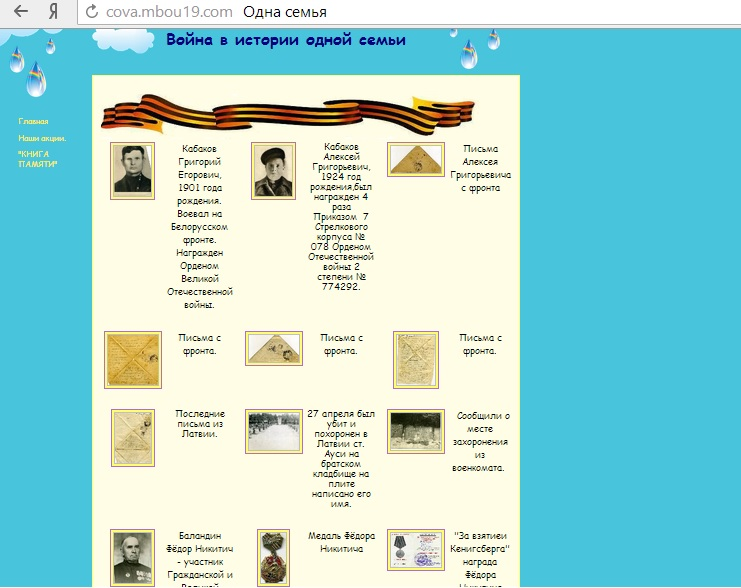 cova.mbou19.com Одна семья
Война в истории одной семьи
Главная
Наши акции.
"КНИГА
ПАМЯТИ"
Кабаков
Григорий
Егорович,
1901 года
рождения.
Воевал на
Белорусском
фронте.
Награжден
Орденом
Великой
Отечественной
войны.
Кабаков
Алексей
Григорьевич,
1924 год
рождения,был
награжден 4
раза
Приказом 7
Стрелкового
корпуса №
078 Орденом
Отечественной
войны 2
степени №
774292.
Письма
Алексея
Григорьевича
с фронта
Письма с
фронта.
Письма с
фронта.
Письма с
фронта.
Последние
письма из
Латвии.
27 апреля был
убит и
похоронен в
Латвии ст.
Ауси на
братском
кладбище на
плите
написано его
имя.
Сообщили о
месте
захоронения
из
военкомата.
Баландин
Фёдор Никитич
- участник
Гражданской и
Медаль Фёдора
Никитича
"За взятиеи
Кенигсберга"
награда
Фёдора